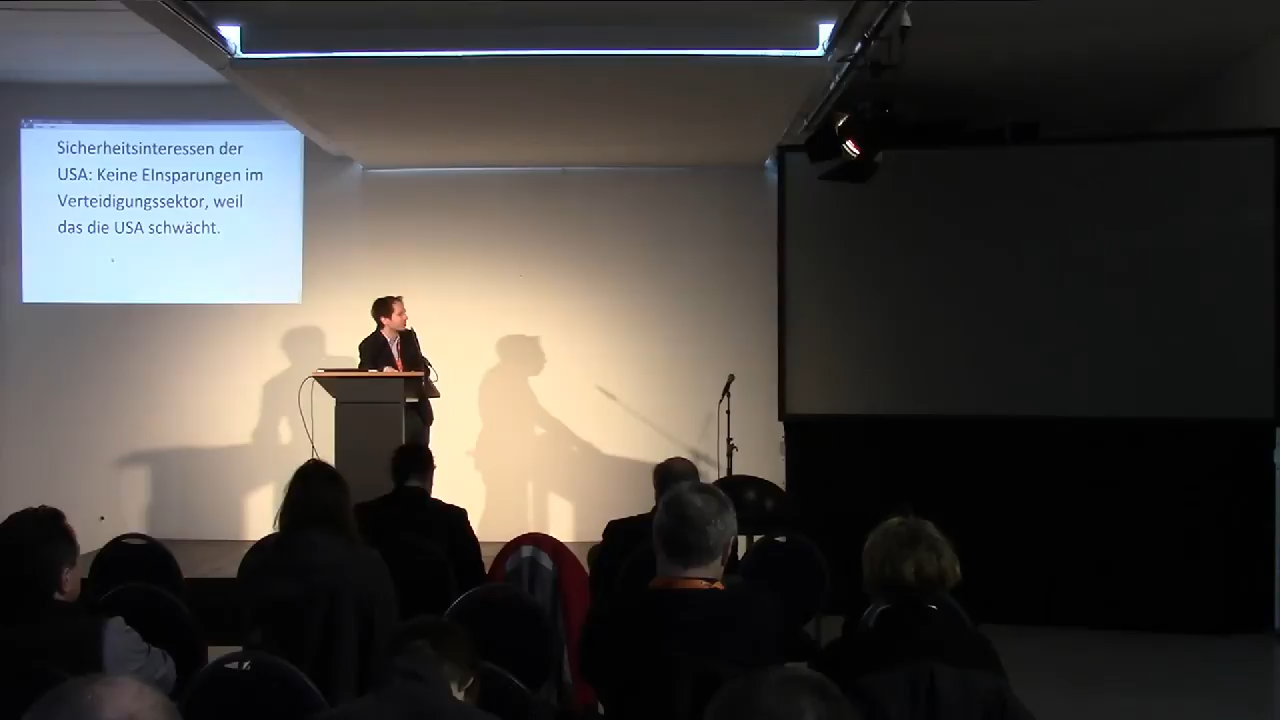 Sicherheitsinteressen der
USA: Keine EInsparungen im
Verteidigungssektor, weil
das die USA schwächt.